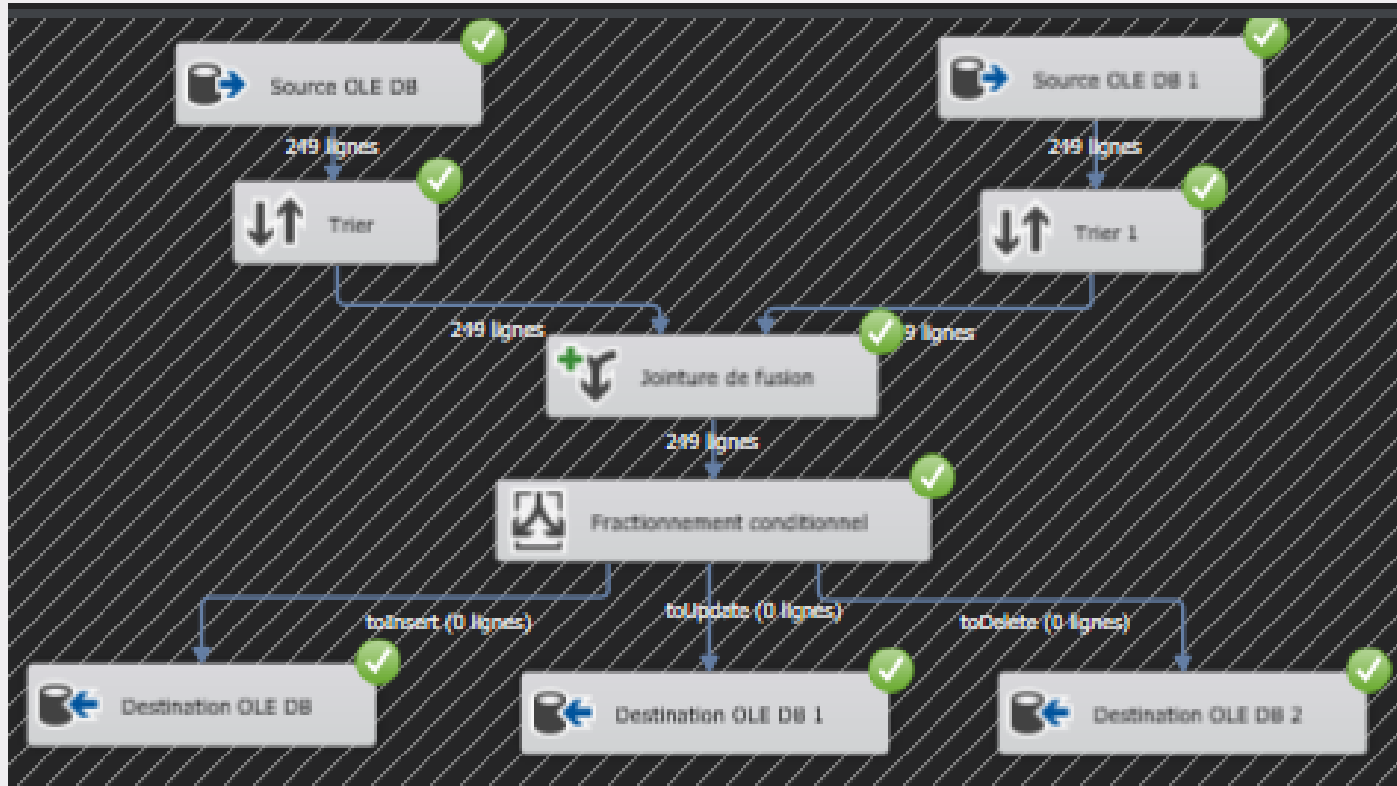 Source OLE DB
Source OLE DB 1
249 lignes
249 lignes
Trier
Trier 1
249 lignes
9 lignes
Jointure de fusion
249 lignes
Fractionnement conditionnel
toInsert (0 lignes)
toUpdate (0 lignes)
toDelete (0 lignes)
Destination OLE DB
Destination OLE DB 1
Destination OLE DB 2